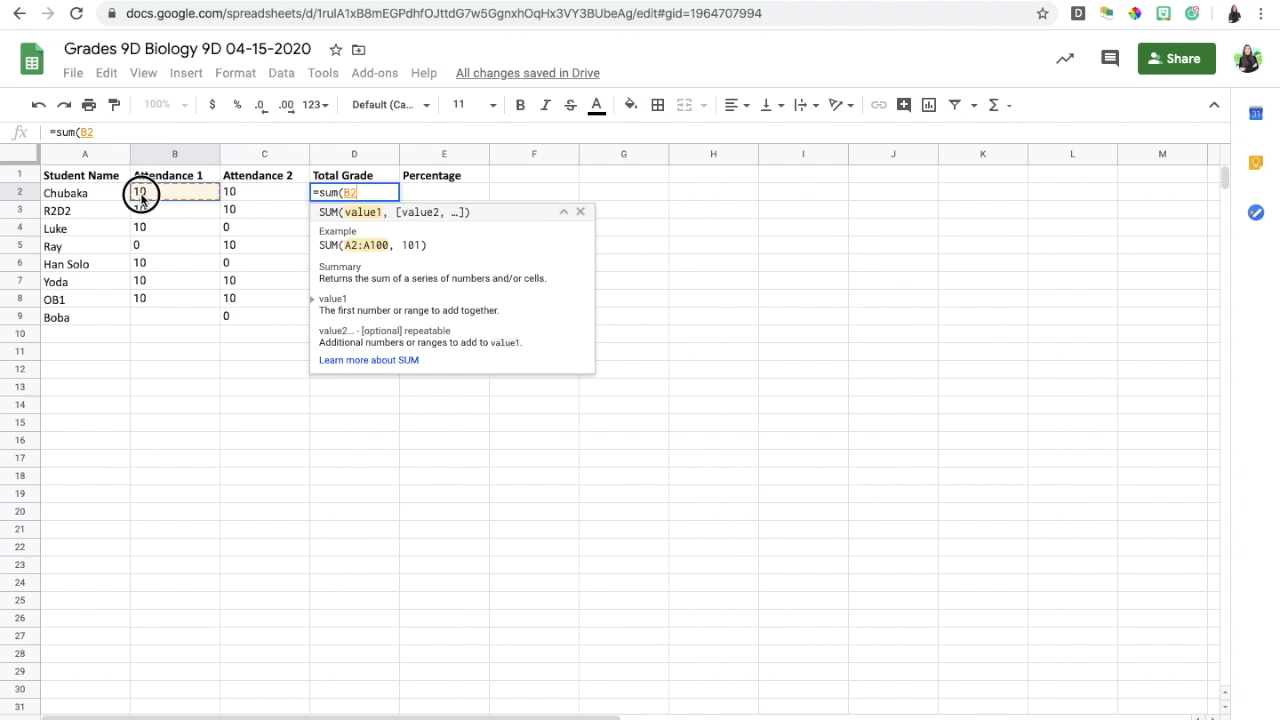 docs.google.com/spreadsheets/d/1rulA1xB8mEGPdhfOJttdG7w5GgnxhOqHx3VY3BUbeAg/edit#gid=1964707994
Grades 9D Biology 9D 04-15-2020
File Edit View Insert Format Data Tools Add-ons Help All changes saved in Drive
Share
100% $ % .0 .00 123 Default (Ca... 11 B I S A
fx =sum(B2
A B C D E F G H I J K L M
1 Student Name Attendance 1 Attendance 2 Total Grade Percentage
2 Chubaka 10 10 =sum(B2
3 R2D2 10 10
4 Luke 10 0
5 Ray 0 10
6 Han Solo 10 0
7 Yoda 10 10
8 OB1 10 10
9 Boba 0
SUM(value1, [value2, …])
Example
SUM(A2:A100, 101)
Summary
Returns the sum of a series of numbers and/or cells.
value1
The first number or range to add together.
value2... - [optional] repeatable
Additional numbers or ranges to add to value1.
Learn more about SUM
10
11
12
13
14
15
16
17
18
19
20
21
22
23
24
25
26
27
28
29
30
31